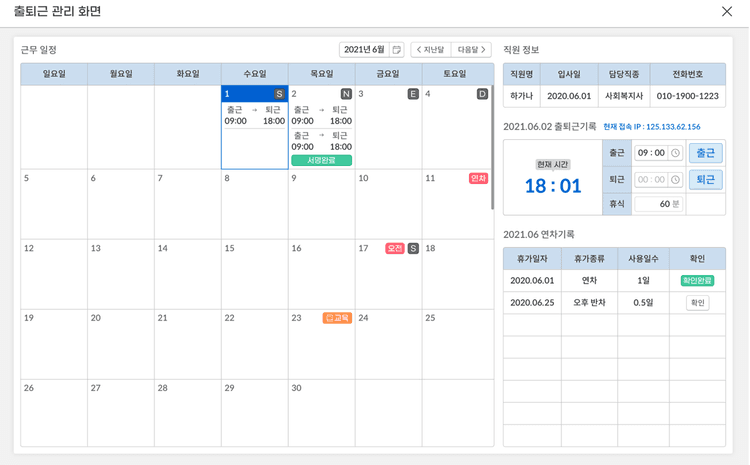 출퇴근 관리 화면
근무 일정
2021년 6월
< 지난달 다음달 >
일요일 월요일 화요일 수요일 목요일 금요일 토요일
1 S 2 N 3 E 4 D
출근 → 퇴근 출근 → 퇴근
09:00 18:00 09:00 18:00
출근 → 퇴근
09:00 18:00
서명완료
5 6 7 8 9 10 11 연차
12 13 14 15 16 17 오전 S 18
19 20 21 22 23 교육 24 25
26 27 28 29 30
직원 정보
직원명 입사일 담당직종 전화번호
하가나 2020.06.01 사회복지사 010-1900-1223
2021.06.02 출퇴근기록 현재 접속 IP : 125.133.62.156
현재 시간
18 : 01
출근 09 : 00 출근
퇴근 00 : 00 퇴근
휴식 60 분
2021.06 연차기록
휴가일자 휴가종류 사용일수 확인
2020.06.01 연차 1일 확인완료
2020.06.25 오후 반차 0.5일 확인